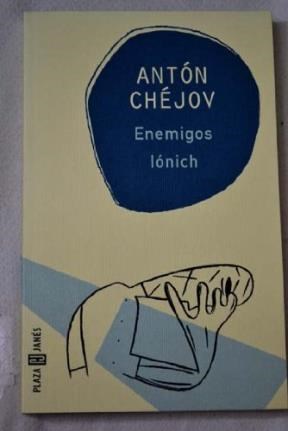 ANTÓN
CHÉJOV
Enemigos
Iónich
PLAZA JANÉS